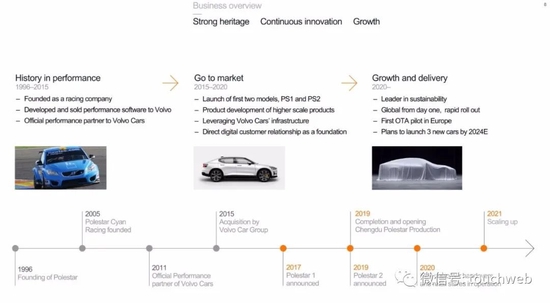 Business overview
8
Strong heritage Continuous innovation Growth
History in performance
1996–2015
– Founded as a racing company
– Developed and sold performance software to Volvo
– Official performance partner to Volvo Cars
Go to market
2015–2020
– Launch of first two models, PS1 and PS2
– Product development of higher scale products
– Leveraging Volvo Cars' infrastructure
– Direct digital customer relationship as a foundation
Growth and delivery
2020–
– Leader in sustainability
– Global from day one, rapid roll out
– First OTA pilot in Europe
– Plans to launch 3 new cars by 2024E
2005
Polestar Cyan
Racing founded
2015
Acquisition by
Volvo Car Group
2019
Completion and opening
Chengdu Polestar Production
2021
Scaling up
1996
Founding of Polestar
2011
Official Performance
partner of Volvo Cars
2017
Polestar 1
announced
2019
Polestar 2
announced
2020
微信号: touchweb